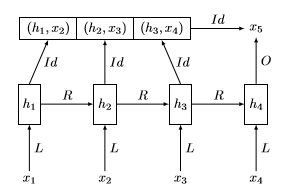 (h₁, x₂) (h₂, x₃) (h₃, x₄) Id x₅
Id Id Id O
h₁ R h₂ R h₃ R h₄
L L L L
x₁ x₂ x₃ x₄